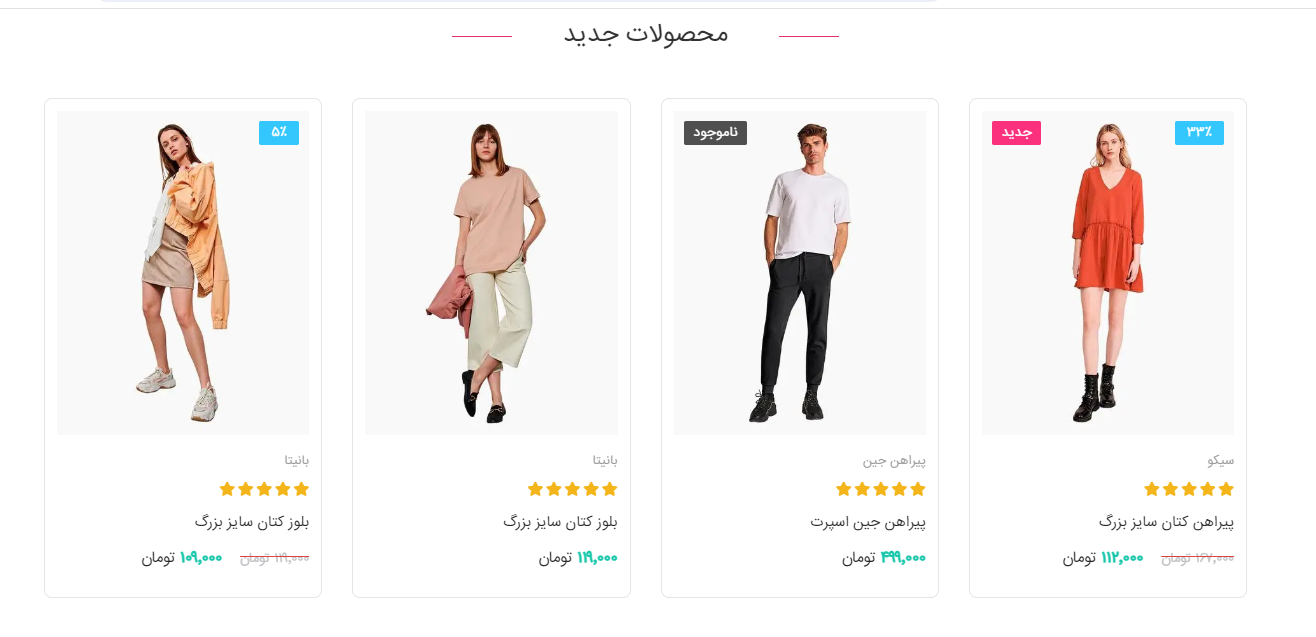 محصولات جدید
۳۳٪
جدید
سیکو
پیراهن کتان سایز بزرگ
۱۶۷,۰۰۰ تومان ۱۱۲,۰۰۰ تومان
ناموجود
پیراهن جین
پیراهن جین اسپرت
۴۹۹,۰۰۰ تومان
بانیتا
بلوز کتان سایز بزرگ
۱۱۹,۰۰۰ تومان
۵٪
بانیتا
بلوز کتان سایز بزرگ
۱۱۹,۰۰۰ تومان ۱۰۹,۰۰۰ تومان